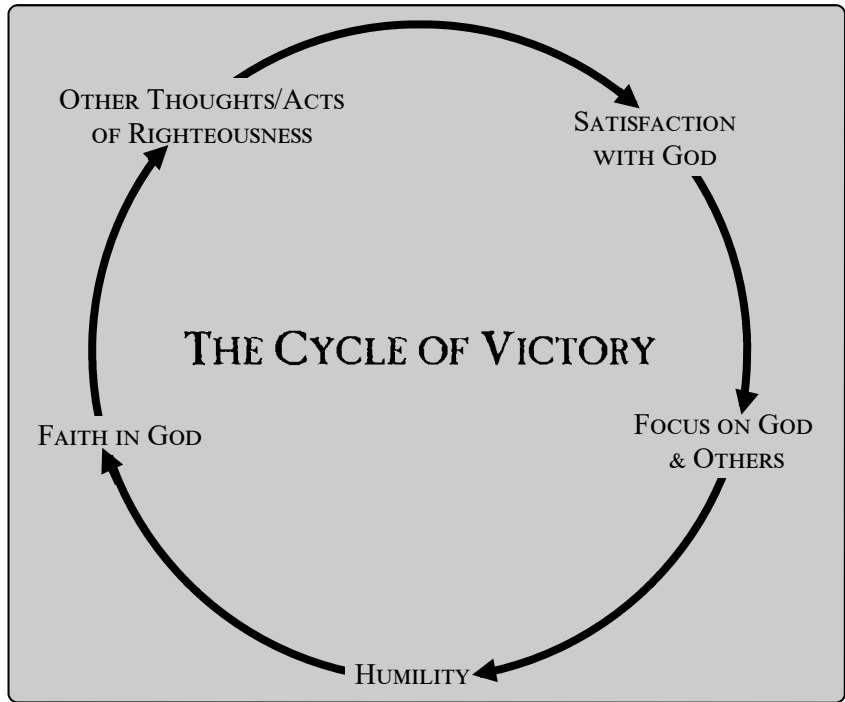 Other Thoughts/Acts
of Righteousness
Satisfaction
with God
The Cycle of Victory
Faith in God
Focus on God
& Others
Humility